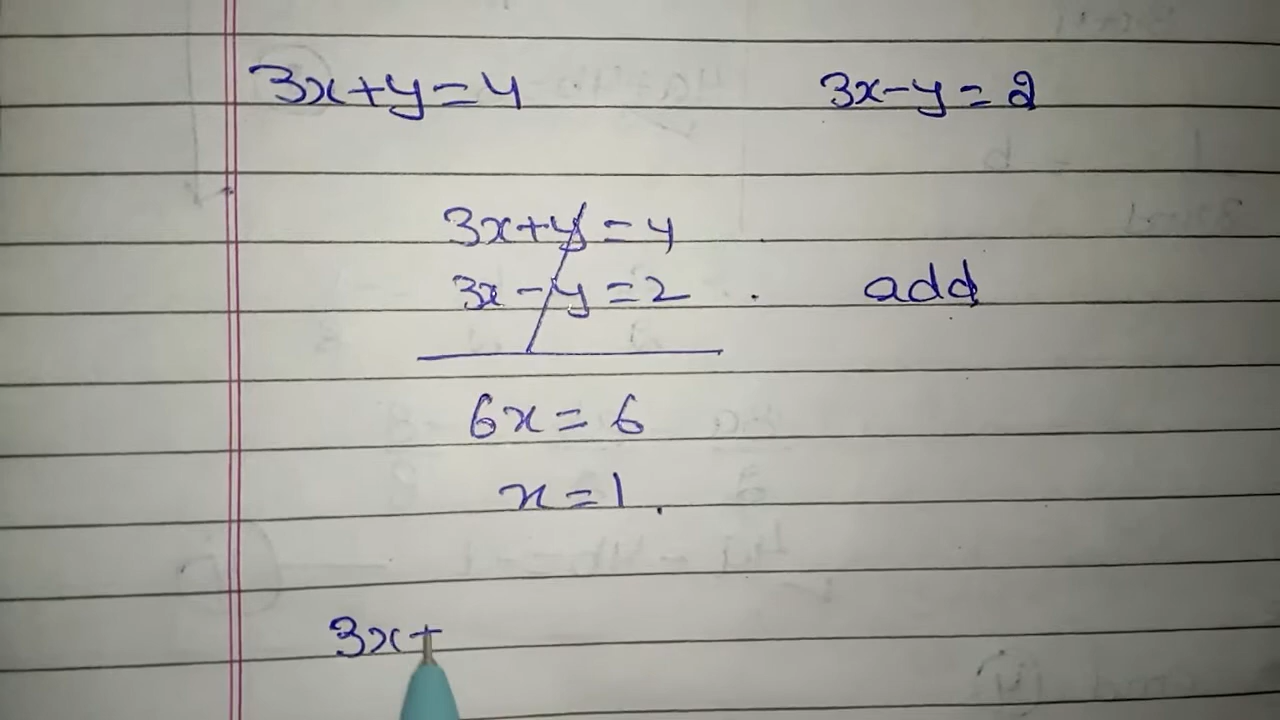 3x+y=4 3x-y=2
3x+y=4
3x-y=2 . add
6x=6
x=1.
3x+